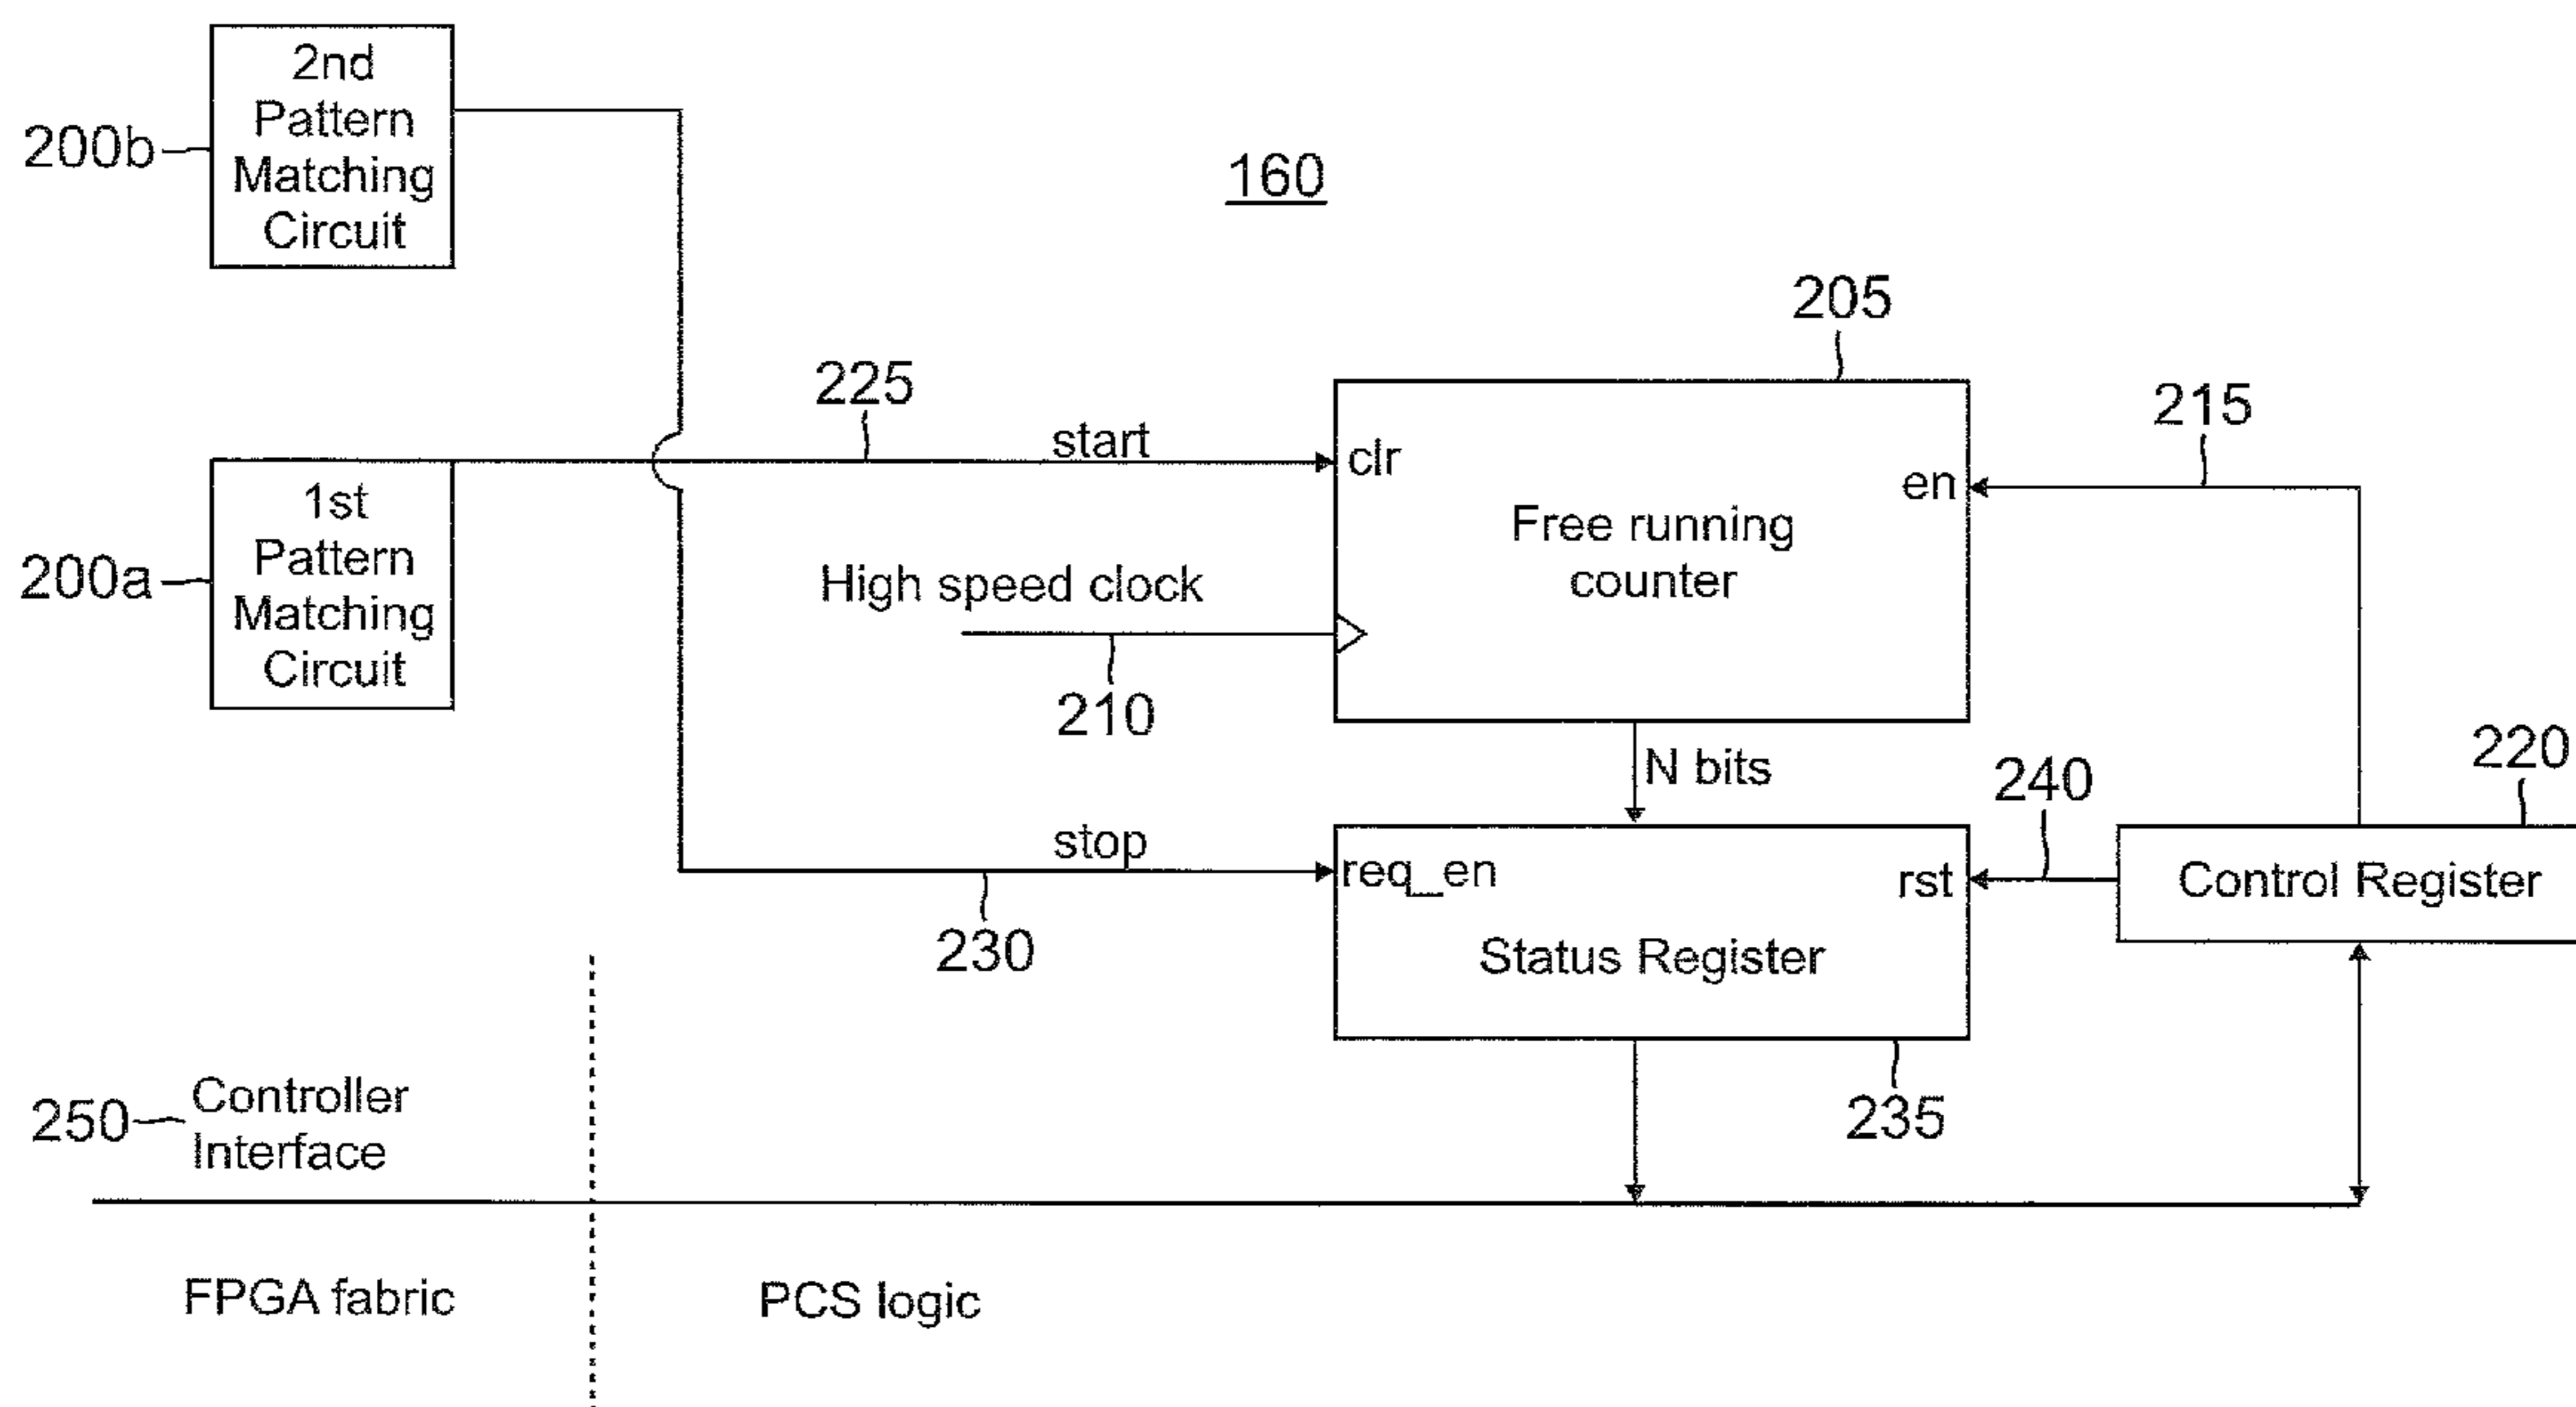 2nd
Pattern
Matching
Circuit
200b
160
205
225
start
clr
215
en
1st
Pattern
Matching
Circuit
200a
Free running
counter
High speed clock
210
N bits
220
240
stop
req_en
rst
Control Register
230
Status Register
235
250
Controller
Interface
FPGA fabric
PCS logic